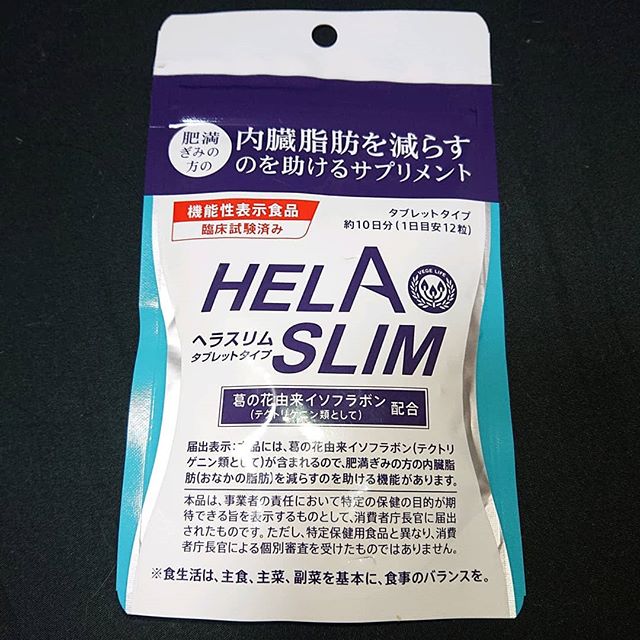 肥満
ぎみの
方の
内臓脂肪を減らす
のを助けるサプリメント
機能性表示食品
臨床試験済み
タブレットタイプ
約10日分(1日目安12粒)
HELA
VEGE LIFE
ヘラスリム
タブレットタイプ
SLIM
葛の花由来イソフラボン
(テクトリゲニン類として)
配合
届出表示:本品には、葛の花由来イソフラボン(テクトリ
ゲニン類として)が含まれるので、肥満ぎみの方の内臓脂
肪(おなかの脂肪)を減らすのを助ける機能があります。
本品は、事業者の責任において特定の保健の目的が期
待できる旨を表示するものとして、消費者庁長官に届出
されたものです。ただし、特定保健用食品と異なり、消費
者庁長官による個別審査を受けたものではありません。
※食生活は、主食、主菜、副菜を基本に、食事のバランスを。